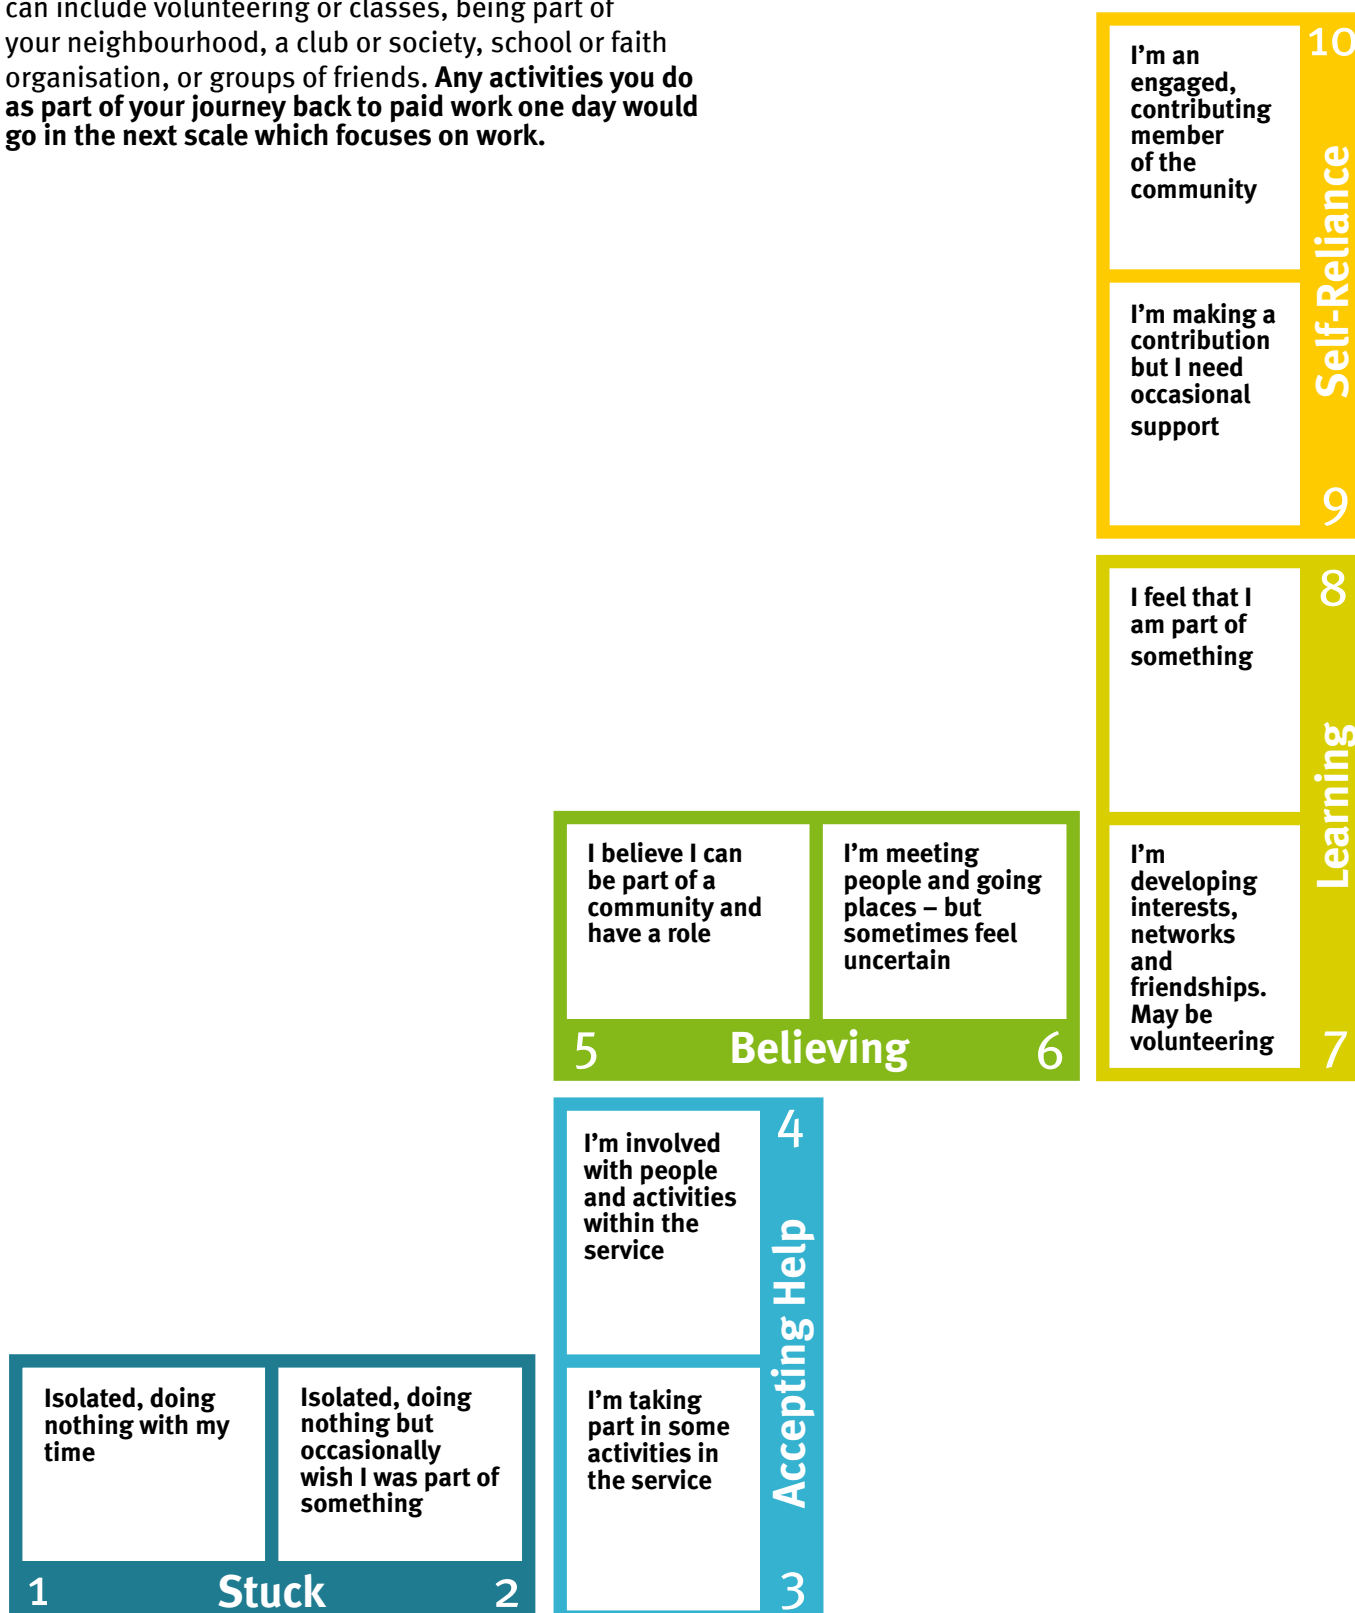 can include volunteering or classes, being part of
your neighbourhood, a club or society, school or faith
organisation, or groups of friends. Any activities you do
as part of your journey back to paid work one day would
go in the next scale which focuses on work.
I'm an
engaged,
contributing
member
of the
community
10
Self-Reliance
I'm making a
contribution
but I need
occasional
support
9
I feel that I
am part of
something
8
Learning
I'm
developing
interests,
networks
and
friendships.
May be
volunteering
7
I believe I can
be part of a
community and
have a role
I'm meeting
people and going
places – but
sometimes feel
uncertain
5 Believing 6
I'm involved
with people
and activities
within the
service
4
Accepting Help
I'm taking
part in some
activities in
the service
3
Isolated, doing
nothing with my
time
Isolated, doing
nothing but
occasionally
wish I was part of
something
1 Stuck 2